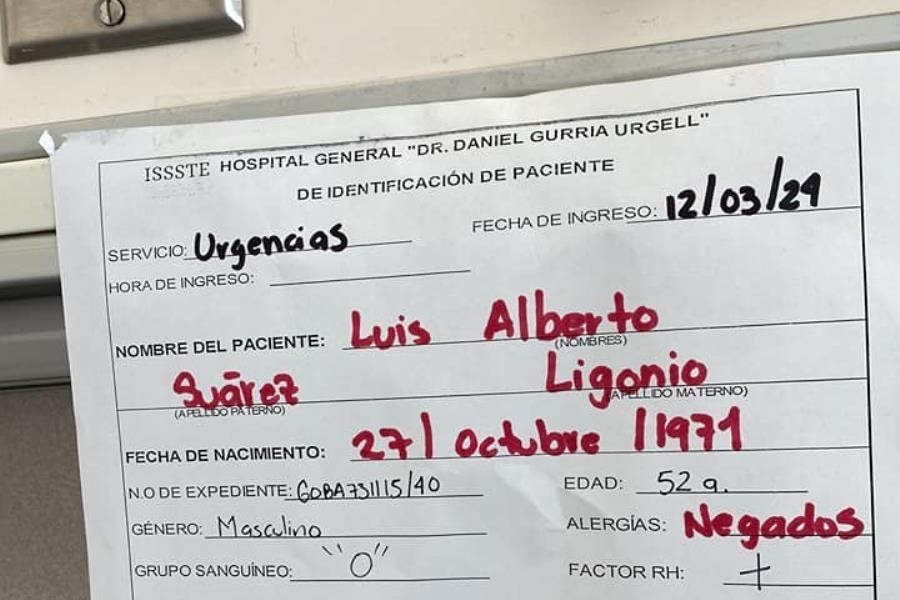 ISSSTE HOSPITAL GENERAL "DR. DANIEL GURRIA URGELL"
DE IDENTIFICACIÓN DE PACIENTE
FECHA DE INGRESO: 12/03/24
SERVICIO: Urgencias
HORA DE INGRESO:
NOMBRE DEL PACIENTE: Luis Alberto
(NOMBRES)
Suárez Ligonio
(APELLIDO PATERNO) (APELLIDO MATERNO)
FECHA DE NACIMIENTO: 27/ Octubre /1971
N.O DE EXPEDIENTE: GOBA731115/40 EDAD: 52 a.
GÉNERO: Masculino ALERGÍAS: Negados
GRUPO SANGUÍNEO: "O" FACTOR RH: +